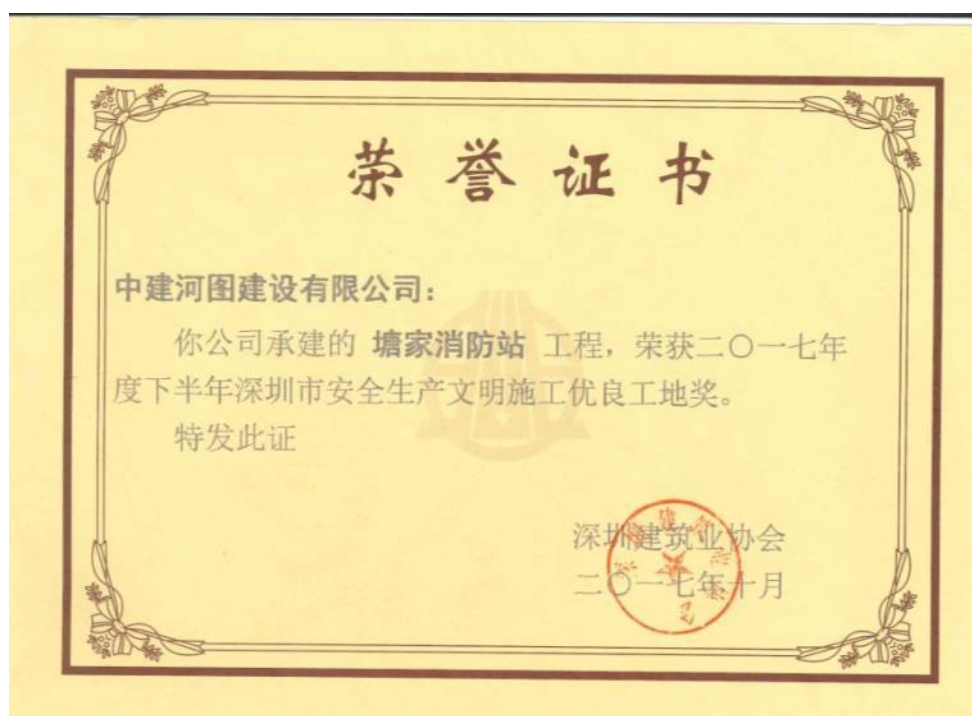 荣誉证书
中建河图建设有限公司：
你公司承建的 塘家消防站 工程，荣获二〇一七年
度下半年深圳市安全生产文明施工优良工地奖。
特发此证
深圳建筑业协会
二〇一七年十月